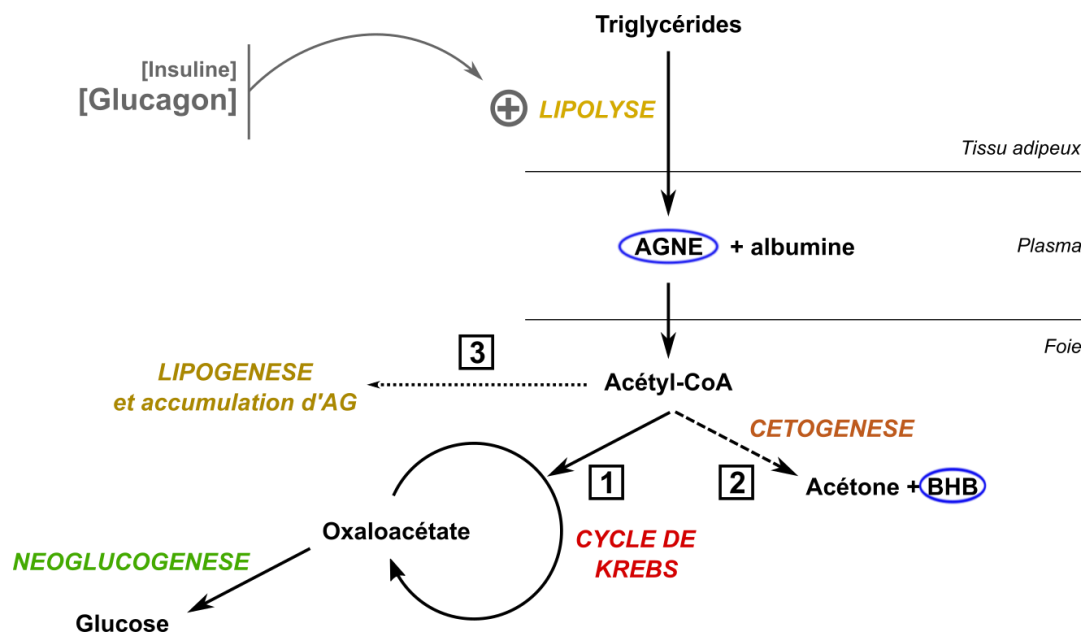 Triglycérides
[Insuline]
[Glucagon]
LIPOLYSE
Tissu adipeux
AGNE + albumine
Plasma
Foie
3
LIPOGENESE
et accumulation d'AG
Acétyl-CoA
CETOGENESE
1
2
Acétone + BHB
Oxaloacétate
CYCLE DE
KREBS
NEOGLUCOGENESE
Glucose